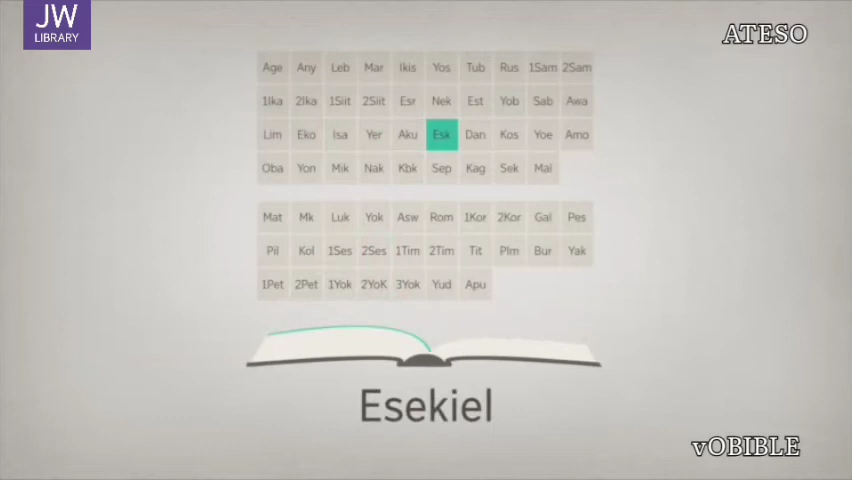 JW
LIBRARY
ATESO
Age Any Leb Mar Ikis Yos Tub Rus 1Sam 2Sam
1Ika 2Ika 1Siit 2Siit Esr Nek Est Yob Sab Awa
Lim Eko Isa Yer Aku Esk Dan Kos Yoe Amo
Oba Yon Mik Nak Kbk Sep Kag Sek Mal
Mat Mk Luk Yok Asw Rom 1Kor 2Kor Gal Pes
Pil Kol 1Ses 2Ses 1Tim 2Tim Tit Plm Bur Yak
1Pet 2Pet 1Yok 2YoK 3Yok Yud Apu
Esekiel
vOBIBLE